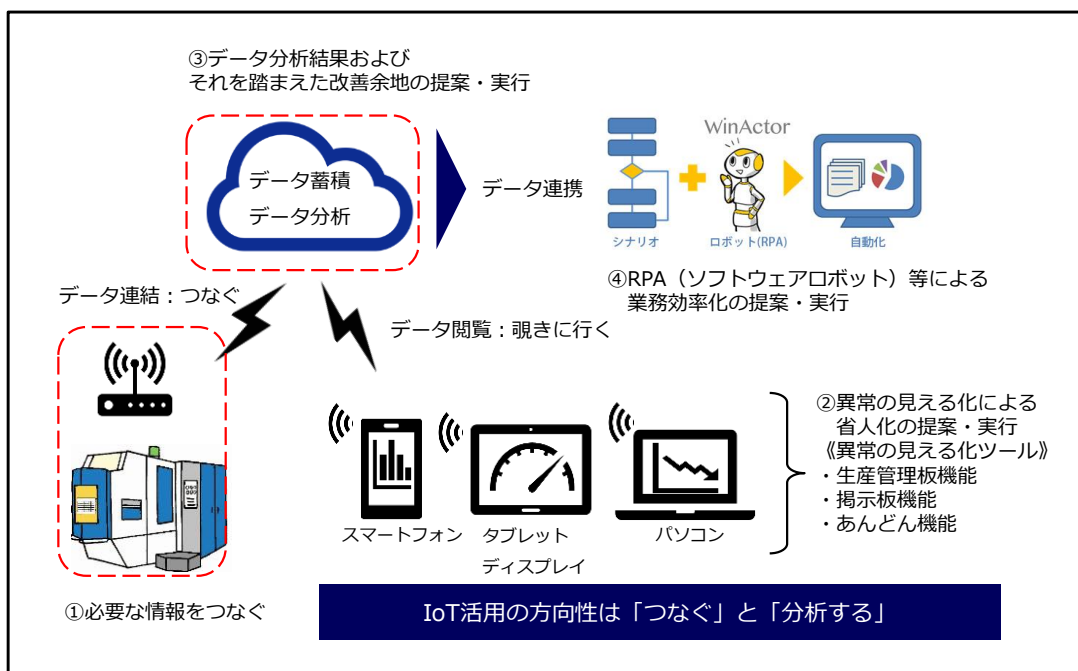 ③データ分析結果および
それを踏まえた改善余地の提案・実行
データ蓄積
データ分析
データ連携
WinActor
シナリオ
ロボット(RPA)
自動化
④RPA（ソフトウェアロボット）等による
業務効率化の提案・実行
データ連結：つなぐ
データ閲覧：覗きに行く
②異常の見える化による
省人化の提案・実行
《異常の見える化ツール》
・生産管理板機能
・掲示板機能
・あんどん機能
スマートフォン
タブレット
ディスプレイ
パソコン
①必要な情報をつなぐ
IoT活用の方向性は「つなぐ」と「分析する」